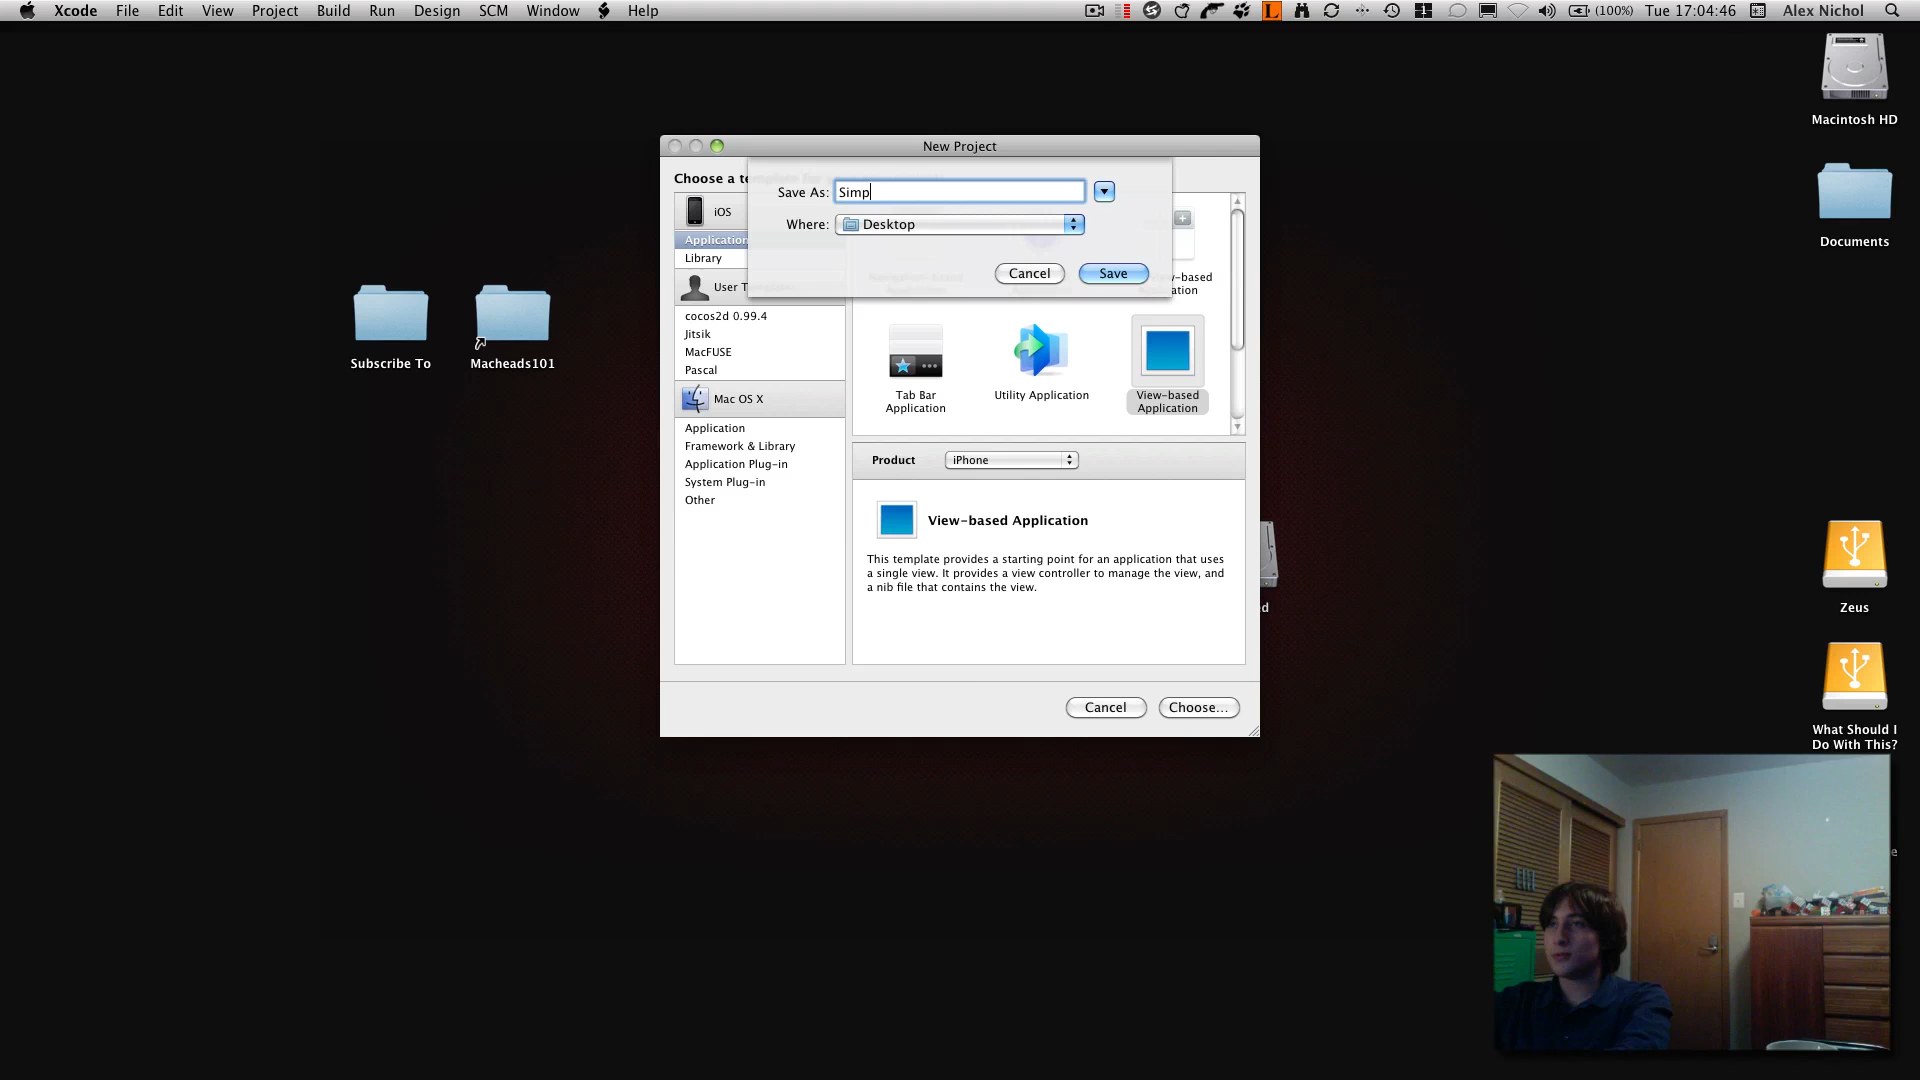 Xcode File Edit View Project Build Run Design SCM Window Help
(100%) Tue 17:04:46 Alex Nichol
Macintosh HD
Documents
Subscribe To
Macheads101
Zeus
What Should I
Do With This?
New Project
Choose a te
Save As: Simp
Where: Desktop
Cancel Save
iOS
Application
Library
User T
cocos2d 0.99.4
Jitsik
MacFUSE
Pascal
Mac OS X
Application
Framework & Library
Application Plug-in
System Plug-in
Other
Tab Bar
Application
Utility Application
View-based
Application
Product iPhone
View-based Application
This template provides a starting point for an application that uses
a single view. It provides a view controller to manage the view, and
a nib file that contains the view.
Cancel Choose...